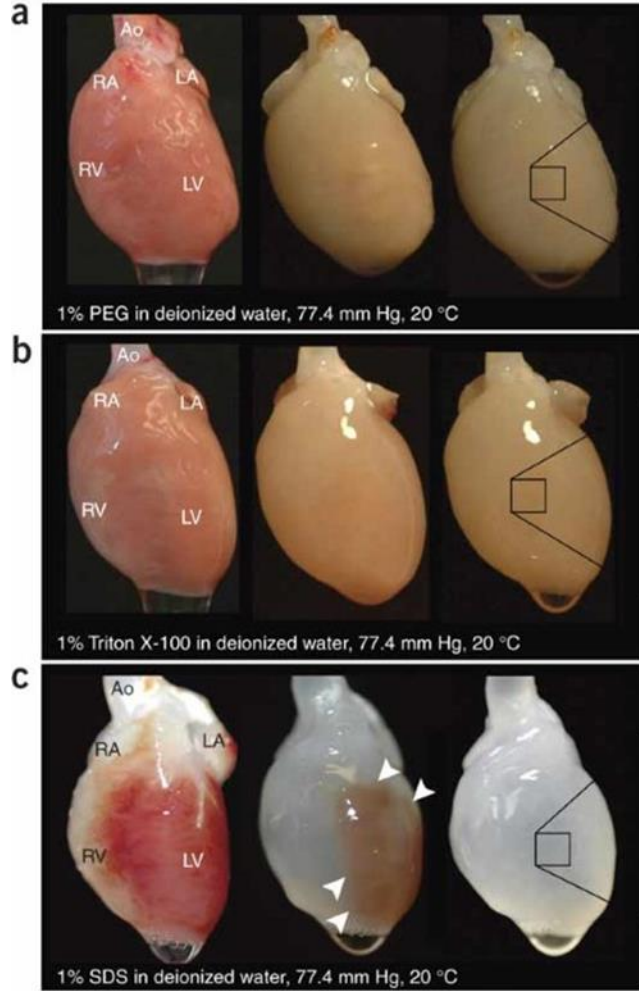 a
Ao
RA
LA
RV
LV
1% PEG in deionized water, 77.4 mm Hg, 20 °C
b
Ao
RA
LA
RV
LV
1% Triton X-100 in deionized water, 77.4 mm Hg, 20 °C
c
Ao
RA
LA
RV
LV
1% SDS in deionized water, 77.4 mm Hg, 20 °C